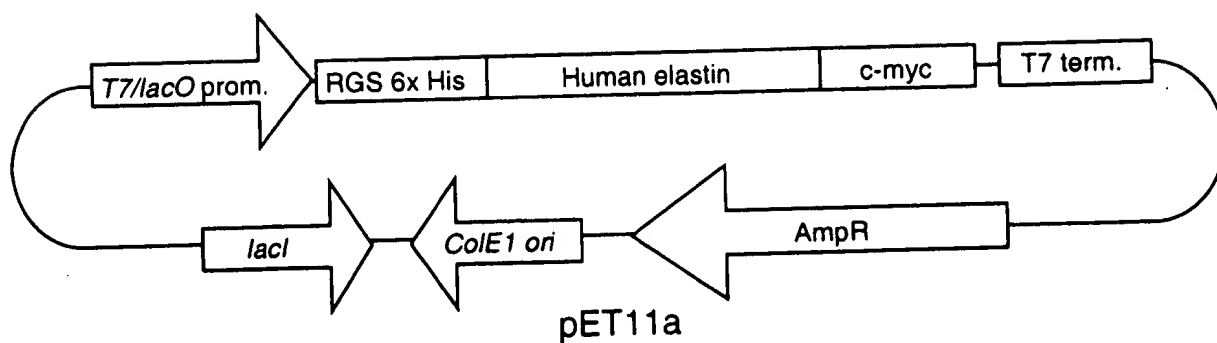 T7/lacO prom.
RGS 6x His
Human elastin
c-myc
T7 term.
lacI
ColE1 ori
AmpR
pET11a